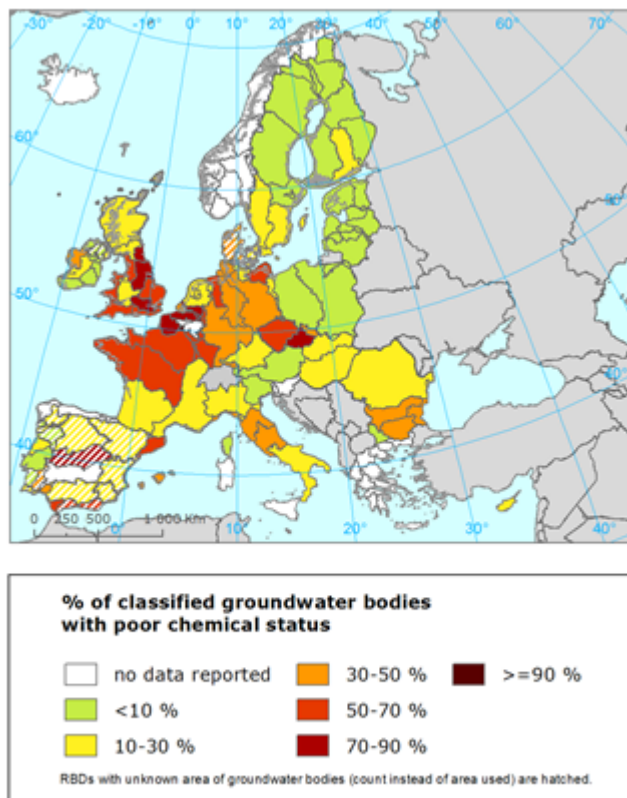 -30° -20° -10° 0° 10° 20° 30° 40° 50° 60° 70°
60°
50°
50°
40°
40°
0 250 500 1 000 Km
0° 10° 20° 30° 40°
% of classified groundwater bodies
with poor chemical status
no data reported 30-50 % >=90 %
<10 % 50-70 %
10-30 % 70-90 %
RBDs with unknown area of groundwater bodies (count instead of area used) are hatched.